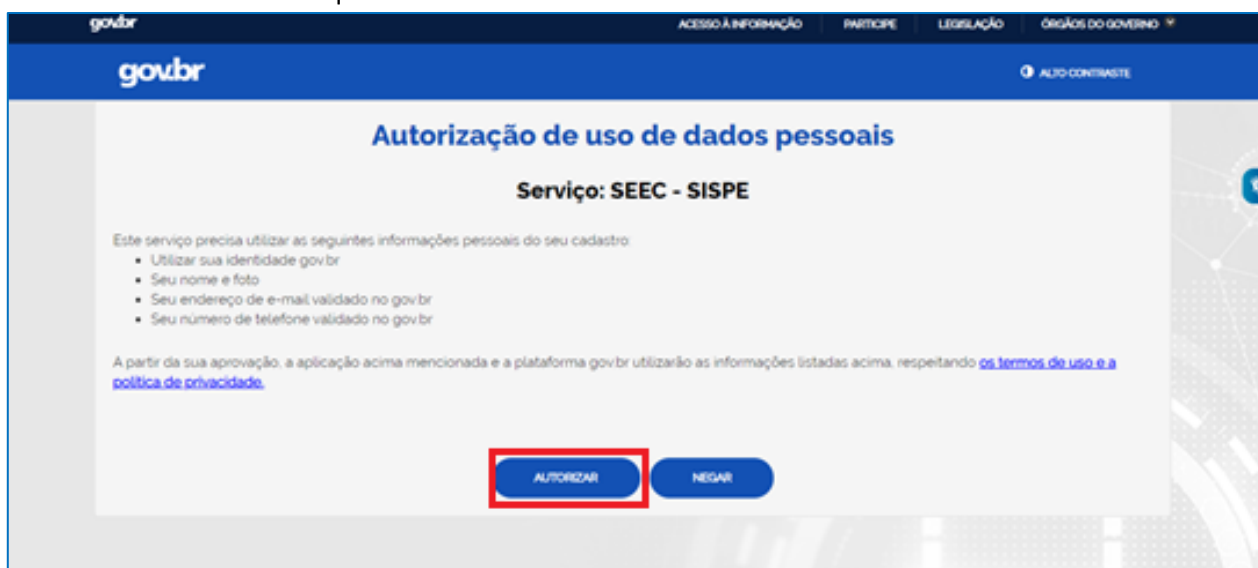 gov.br
ACESSO À INFORMAÇÃO PARTICIPE LEGISLAÇÃO ÓRGÃOS DO GOVERNO
gov.br
ALTO CONTRASTE
Autorização de uso de dados pessoais
Serviço: SEEC - SISPE
Este serviço precisa utilizar as seguintes informações pessoais do seu cadastro:
• Utilizar sua identidade gov.br
• Seu nome e foto
• Seu endereço de e-mail validado no gov.br
• Seu número de telefone validado no gov.br
A partir da sua aprovação, a aplicação acima mencionada e a plataforma gov.br utilizarão as informações listadas acima, respeitando os termos de uso e a
política de privacidade.
AUTORIZAR NEGAR